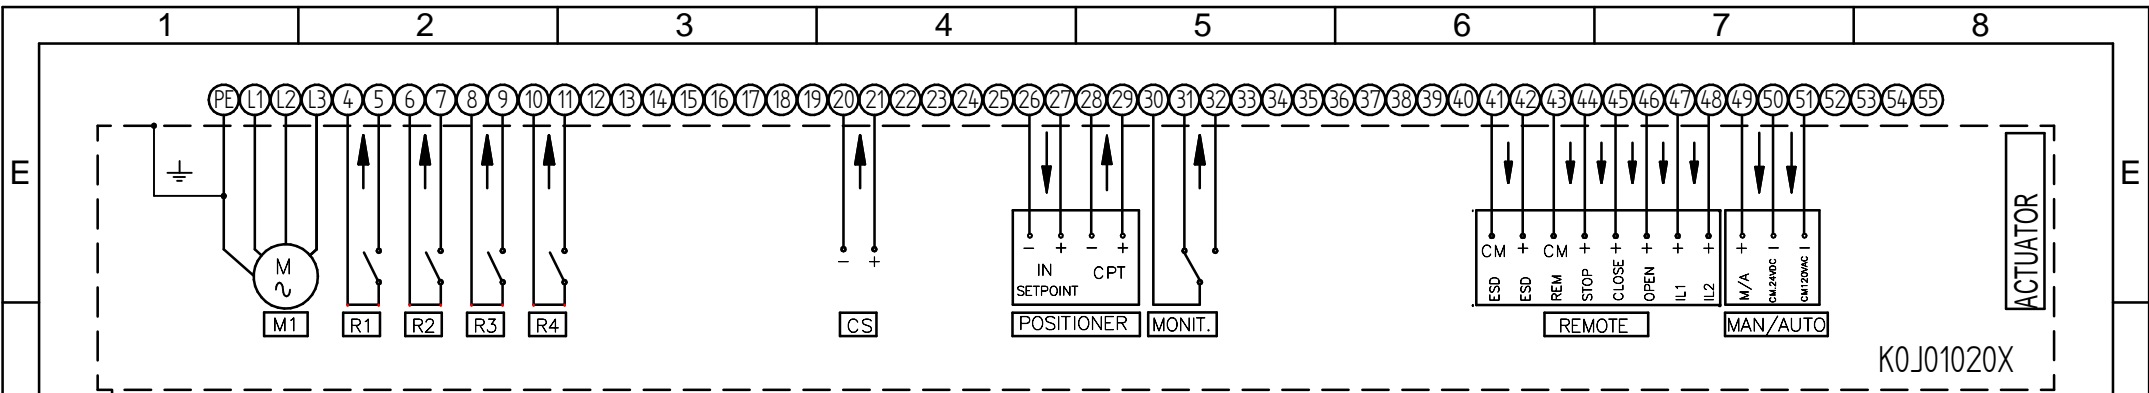 1 2 3 4 5 6 7 8
PE L1 L2 L3 4 5 6 7 8 9 10 11 12 13 14 15 16 17 18 19 20 21 22 23 24 25 26 27 28 29 30 31 32 33 34 35 36 37 38 39 40 41 42 43 44 45 46 47 48 49 50 51 52 53 54 55
E E
− + − + − +
CM + CM + + + + + + − −
M
IN
SETPOINT
CPT
ESD ESD REM STOP CLOSE OPEN IL1 IL2 M/A CM.24VDC CM120VAC
ACTUATOR
M1 R1 R2 R3 R4 CS POSITIONER MONIT. REMOTE MAN/AUTO
K0J01020X